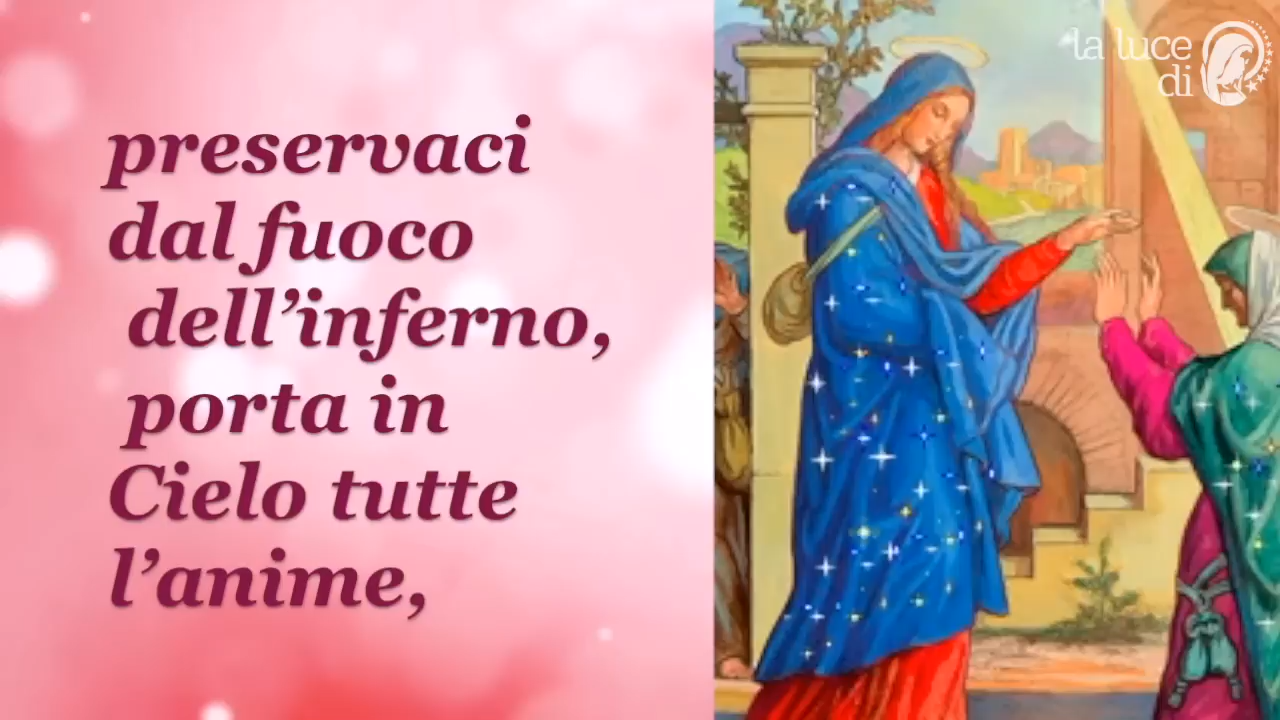 preservaci
dal fuoco
dell’inferno,
porta in
Cielo tutte
l’anime,
la luce
di